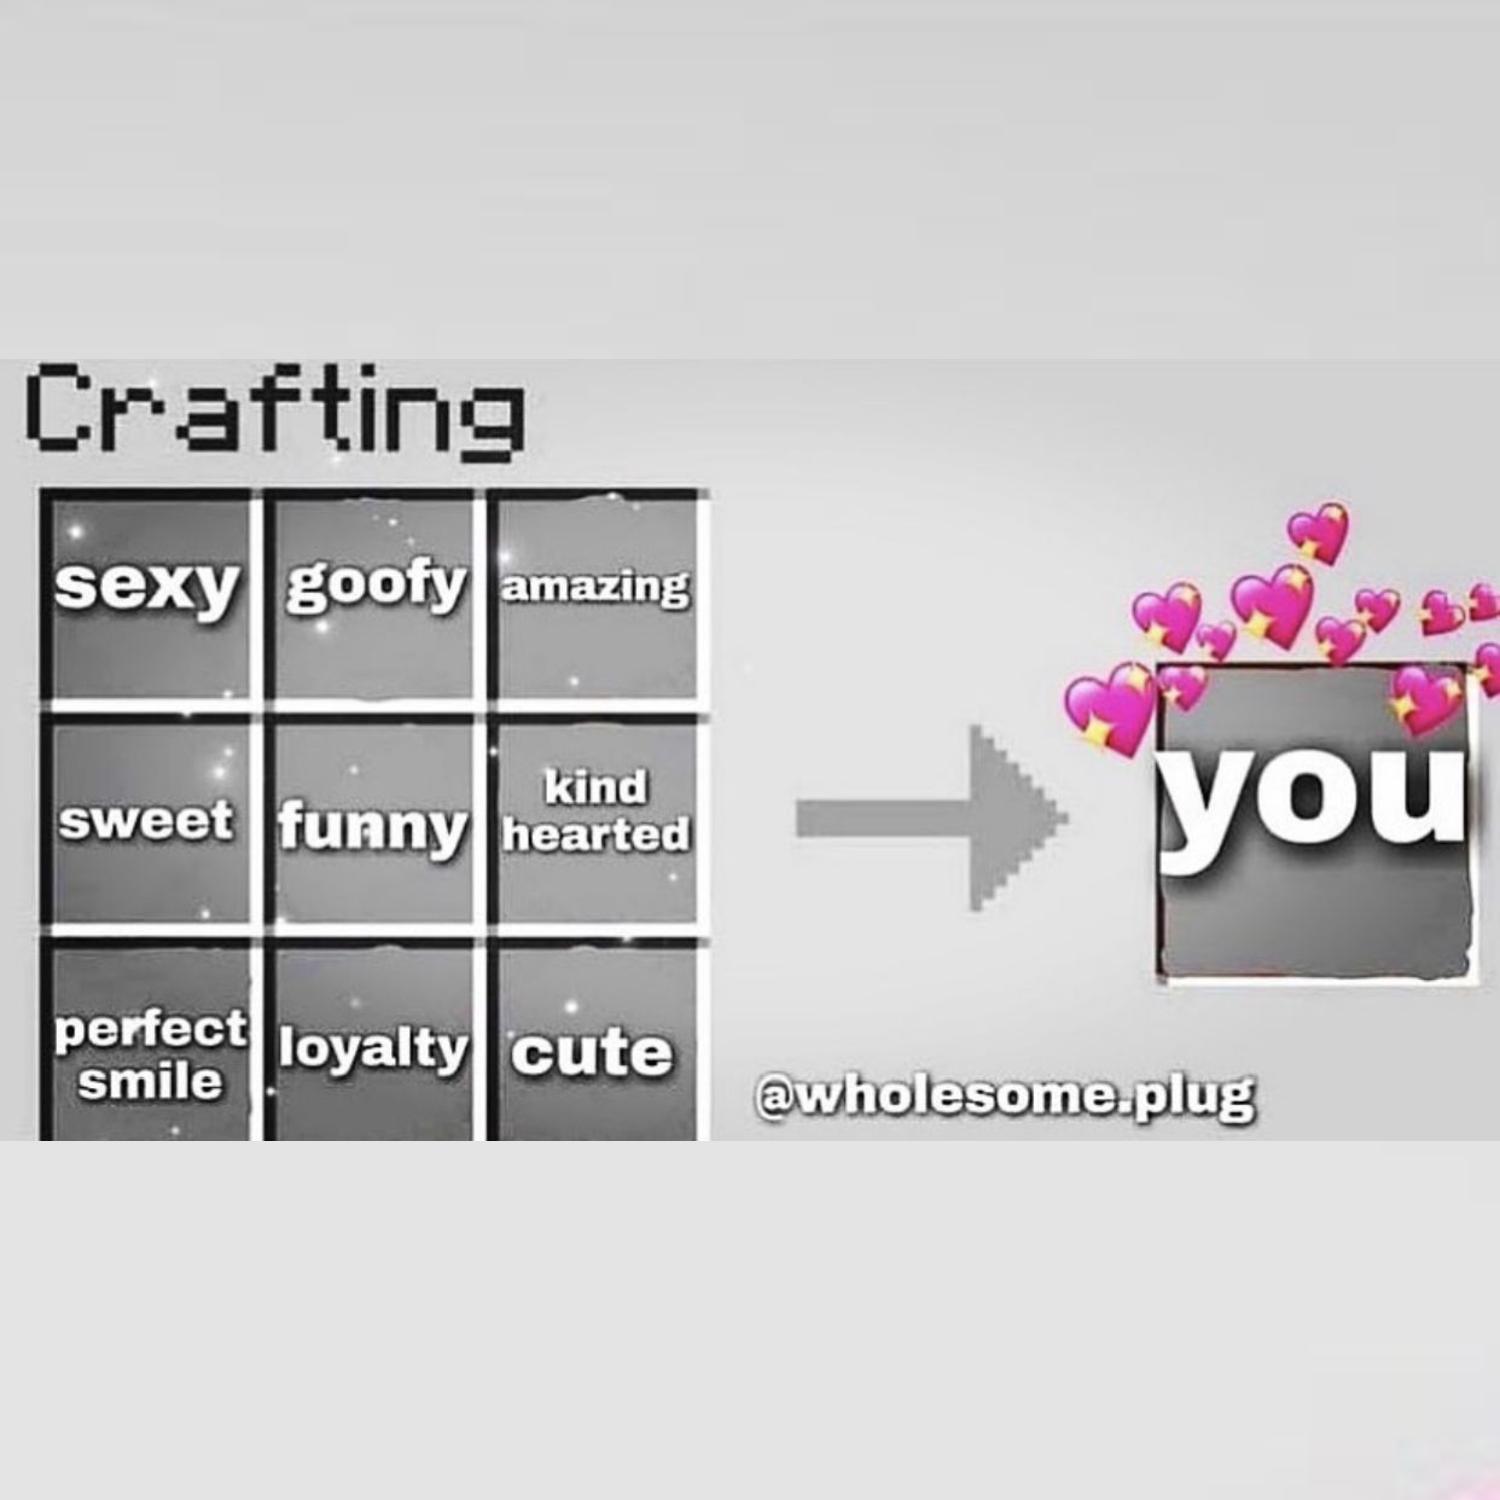 Crafting
sexy goofy amazing
sweet funny kind
hearted
perfect
smile loyalty cute
you
@wholesome.plug